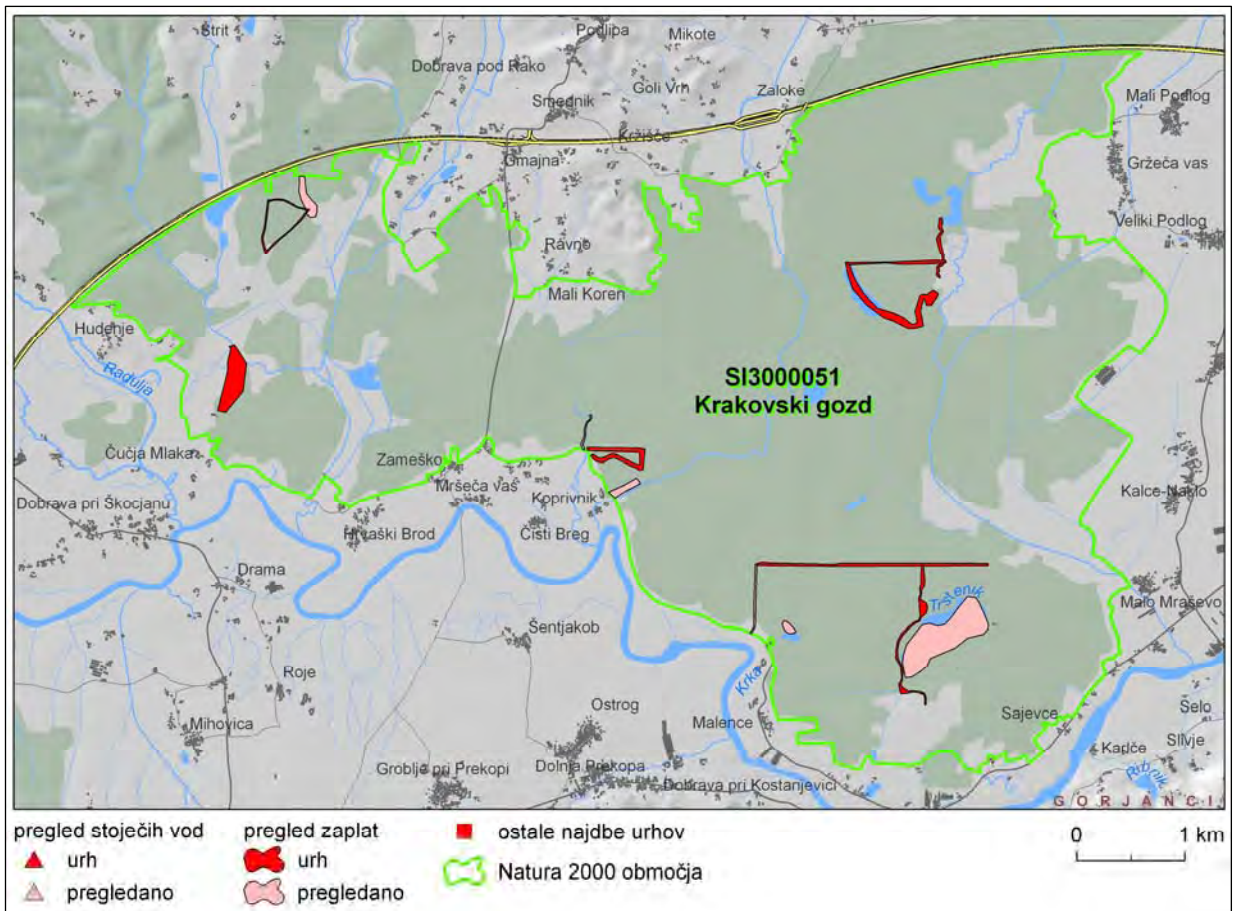 Strit
Podlipa
Mikote
Dobrava pod Rako
Goli Vrh
Zaloke
Smednik
Mali Podlog
Križišče
Gmajna
Gržeča vas
Veliki Podlog
Ravno
Mali Koren
Hudenje
Radulja
SI3000051
Krakovski gozd
Čučja Mlaka
Zameško
Mršeča vas
Dobrava pri Škocjanu
Koprivnik
Kalce-Naklo
Hrvaški Brod
Čisti Breg
Drama
Trstenik
Malo Mraševo
Šentjakob
Roje
Krka
Ostrog
Mihovica
Malence
Sajevce
Šelo
Karlče
Slivje
Groblje pri Prekopi
Dolnja Prekopa
Dobrava pri Kostanjevici
Ribnik
GORJANCI
pregled stoječih vod
urh
pregledano
pregled zaplat
urh
pregledano
ostale najdbe urhov
Natura 2000 območja
0 1 km